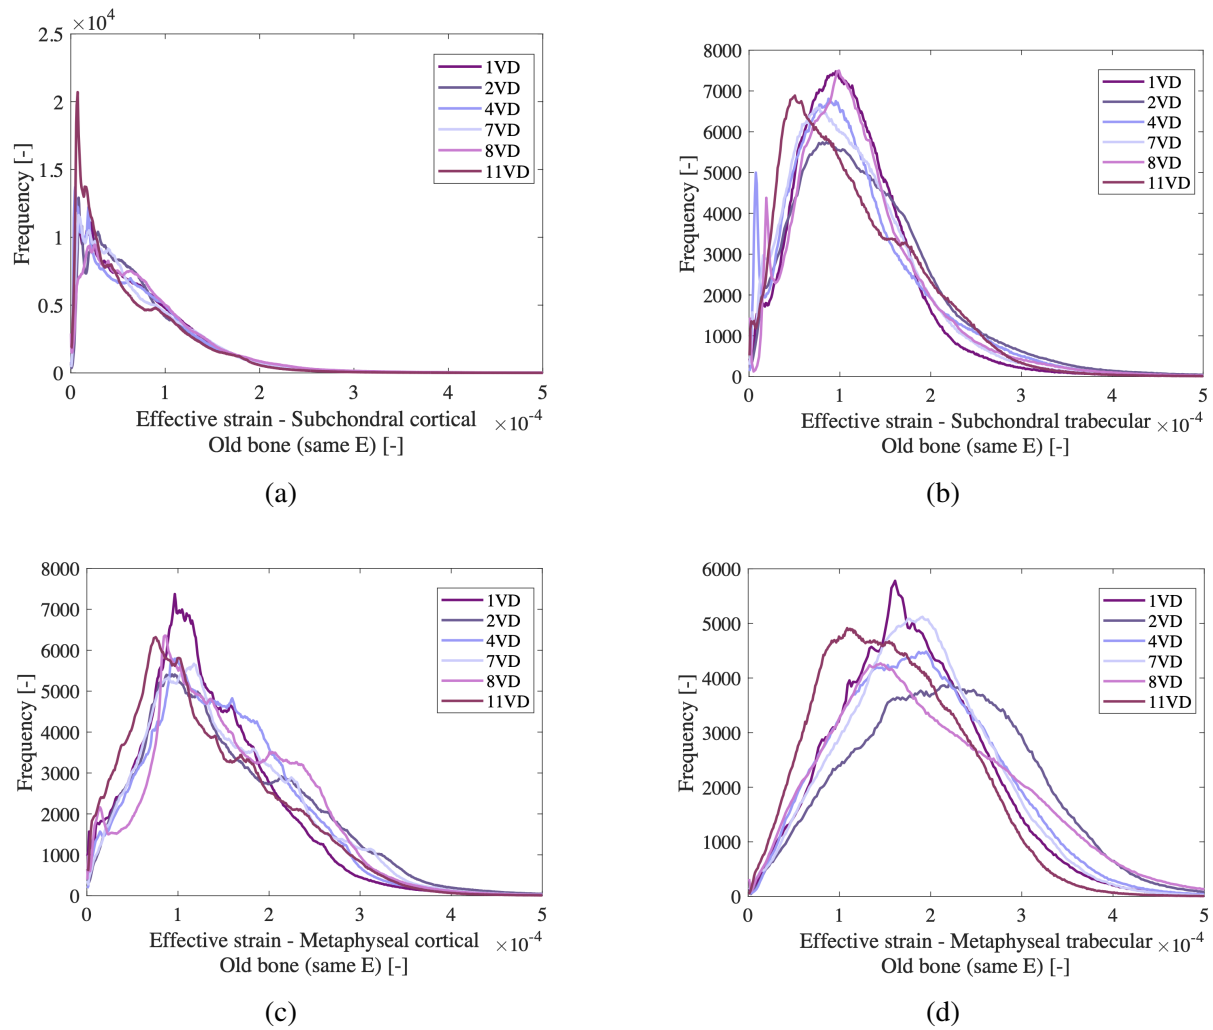 ×10⁴
2.5
2
1.5
1
0.5
0
Frequency [-]
1VD
2VD
4VD
7VD
8VD
11VD
0 1 2 3 4 5
Effective strain - Subchondral cortical ×10⁻⁴
Old bone (same E) [-]
(a)
8000
7000
6000
5000
4000
3000
2000
1000
0
Frequency [-]
1VD
2VD
4VD
7VD
8VD
11VD
0 1 2 3 4 5
Effective strain - Subchondral trabecular ×10⁻⁴
Old bone (same E) [-]
(b)
8000
7000
6000
5000
4000
3000
2000
1000
0
Frequency [-]
1VD
2VD
4VD
7VD
8VD
11VD
0 1 2 3 4 5
Effective strain - Metaphyseal cortical ×10⁻⁴
Old bone (same E) [-]
(c)
6000
5000
4000
3000
2000
1000
0
Frequency [-]
1VD
2VD
4VD
7VD
8VD
11VD
0 1 2 3 4 5
Effective strain - Metaphyseal trabecular ×10⁻⁴
Old bone (same E) [-]
(d)